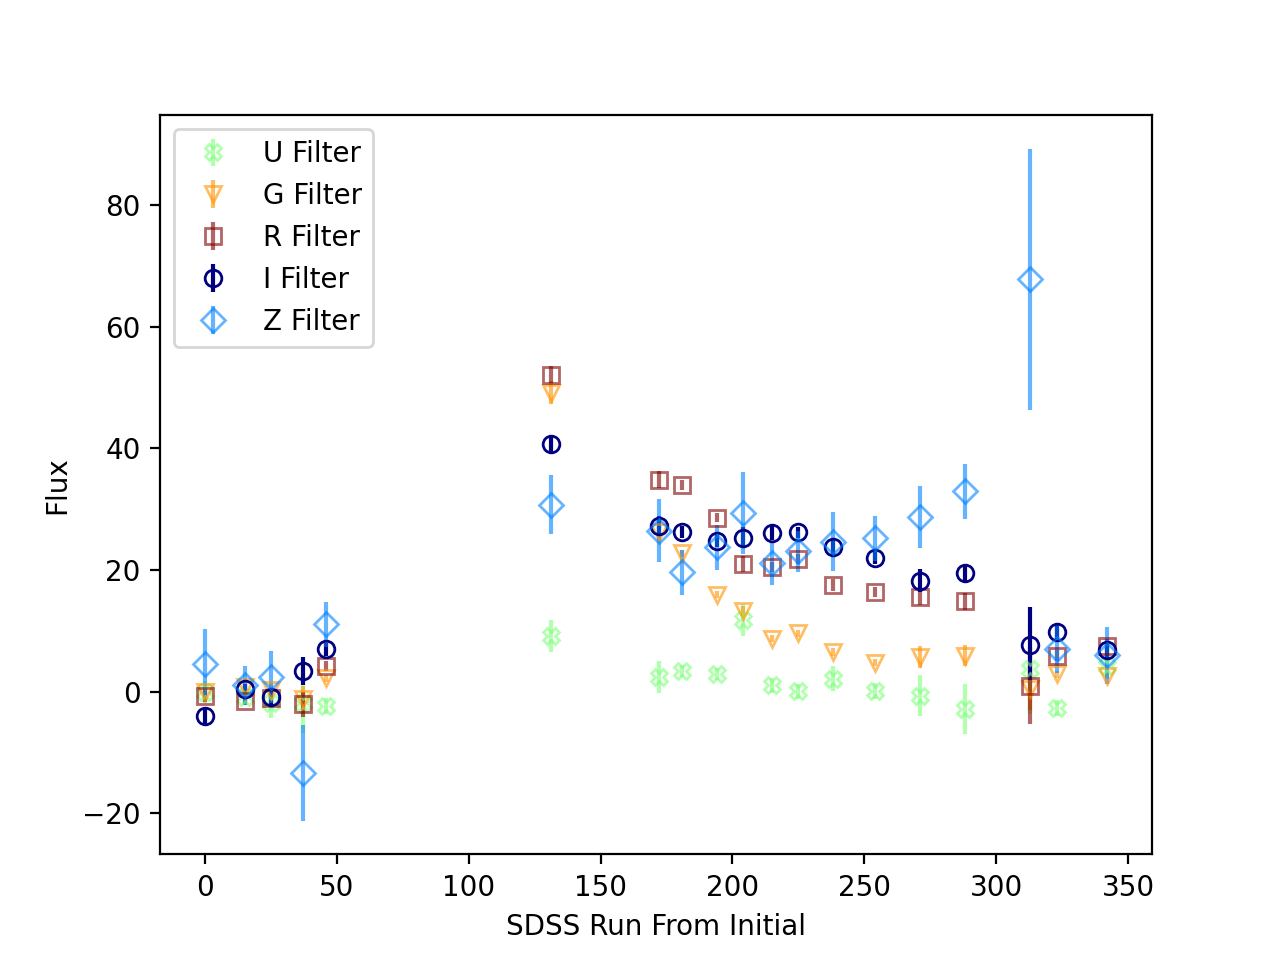 U Filter
G Filter
R Filter
I Filter
Z Filter
80
60
40
20
0
−20
Flux
0 50 100 150 200 250 300 350
SDSS Run From Initial